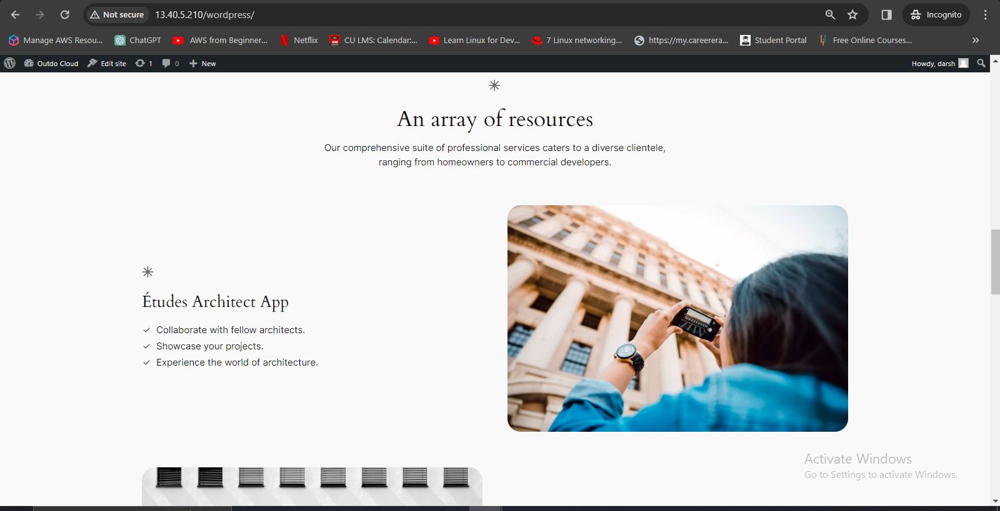 Not secure 13.40.5.210/wordpress/ Incognito
Manage AWS Resou... ChatGPT AWS from Beginner... Netflix CU LMS: Calendar:... Learn Linux for Dev... 7 Linux networking... https://my.careerera... Student Portal Free Online Courses... »
Outdo Cloud Edit site 1 0 New Howdy, darsh
An array of resources
Our comprehensive suite of professional services caters to a diverse clientele,
ranging from homeowners to commercial developers.
Études Architect App
Collaborate with fellow architects.
Showcase your projects.
Experience the world of architecture.
Activate Windows
Go to Settings to activate Windows.